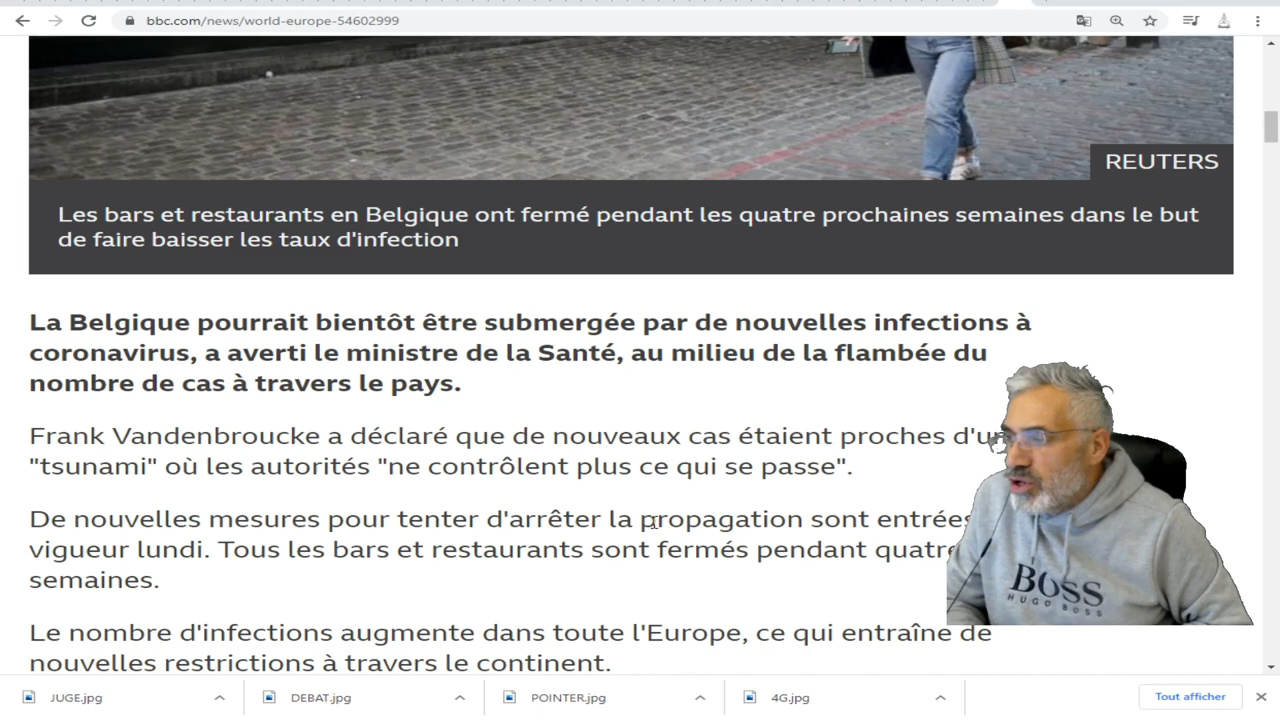 bbc.com/news/world-europe-54602999
REUTERS
Les bars et restaurants en Belgique ont fermé pendant les quatre prochaines semaines dans le but
de faire baisser les taux d'infection
La Belgique pourrait bientôt être submergée par de nouvelles infections à
coronavirus, a averti le ministre de la Santé, au milieu de la flambée du
nombre de cas à travers le pays.
Frank Vandenbroucke a déclaré que de nouveaux cas étaient proches d'un
"tsunami" où les autorités "ne contrôlent plus ce qui se passe".
De nouvelles mesures pour tenter d'arrêter la propagation sont entrées
vigueur lundi. Tous les bars et restaurants sont fermés pendant quatre
semaines.
Le nombre d'infections augmente dans toute l'Europe, ce qui entraîne de
nouvelles restrictions à travers le continent.
BOSS
HUGO BOSS
JUGE.jpg
DEBAT.jpg
POINTER.jpg
4G.jpg
Tout afficher